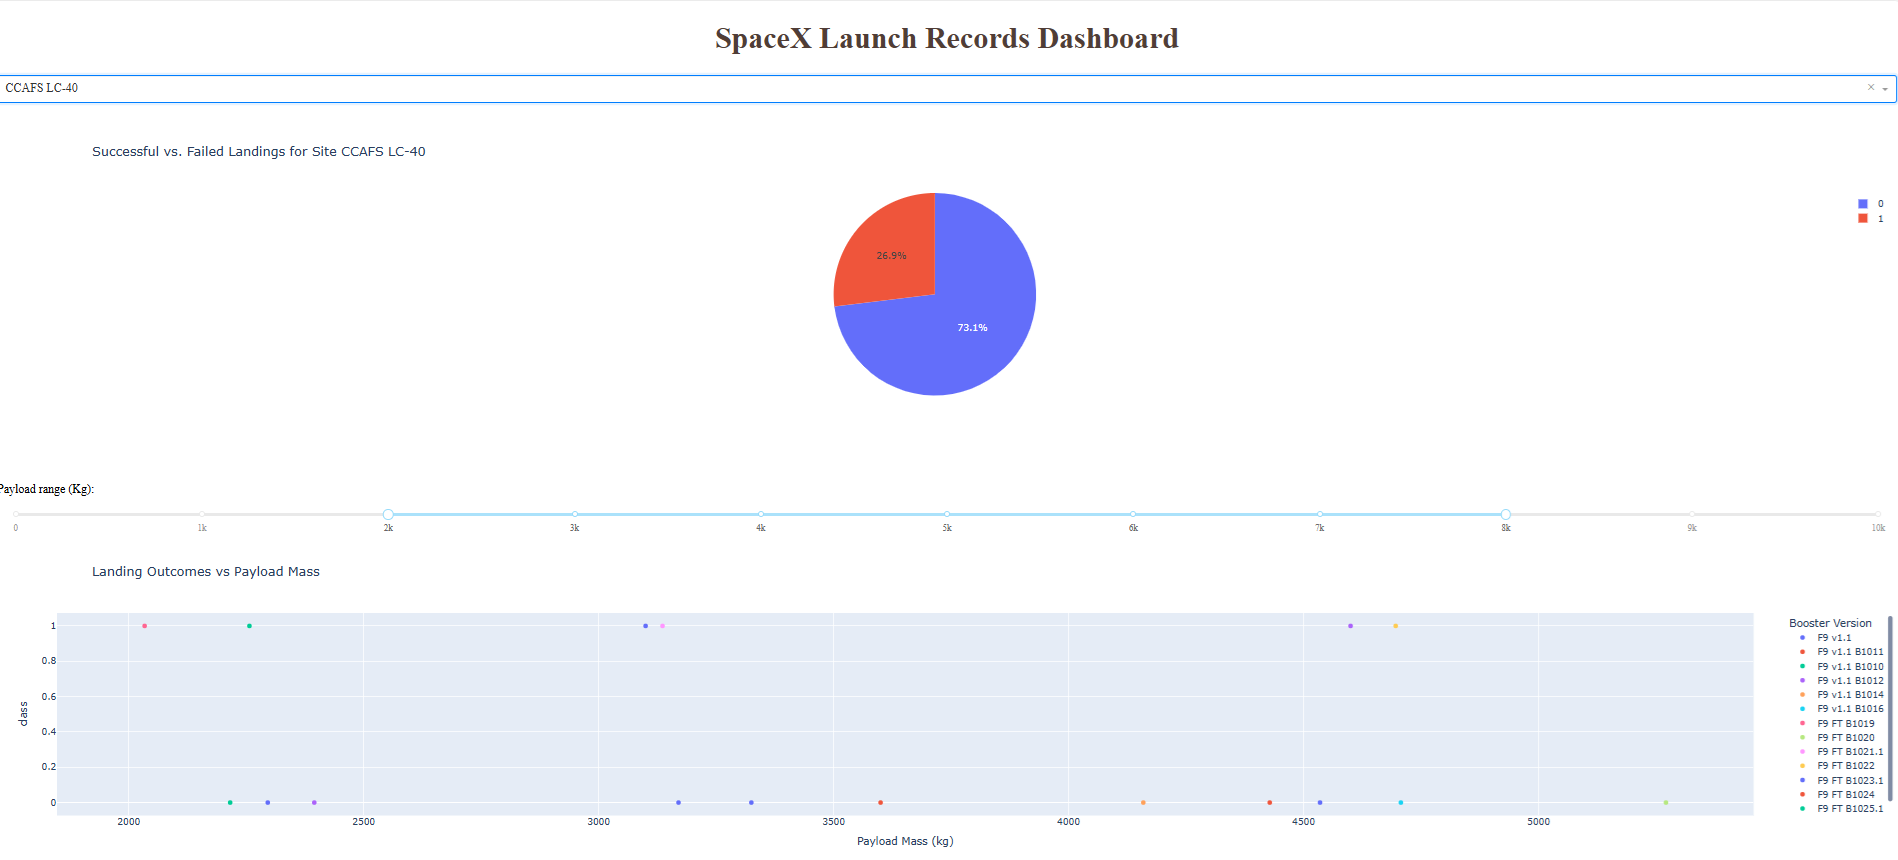 SpaceX Launch Records Dashboard
CCAFS LC-40 ×
Successful vs. Failed Landings for Site CCAFS LC-40
0
1
26.9%
73.1%
Payload range (Kg):
0 1k 2k 3k 4k 5k 6k 7k 8k 9k 10k
Landing Outcomes vs Payload Mass
1
0.8
0.6
0.4
0.2
0
class
2000 2500 3000 3500 4000 4500 5000
Payload Mass (kg)
Booster Version
F9 v1.1
F9 v1.1 B1011
F9 v1.1 B1010
F9 v1.1 B1012
F9 v1.1 B1014
F9 v1.1 B1016
F9 FT B1019
F9 FT B1020
F9 FT B1021.1
F9 FT B1022
F9 FT B1023.1
F9 FT B1024
F9 FT B1025.1